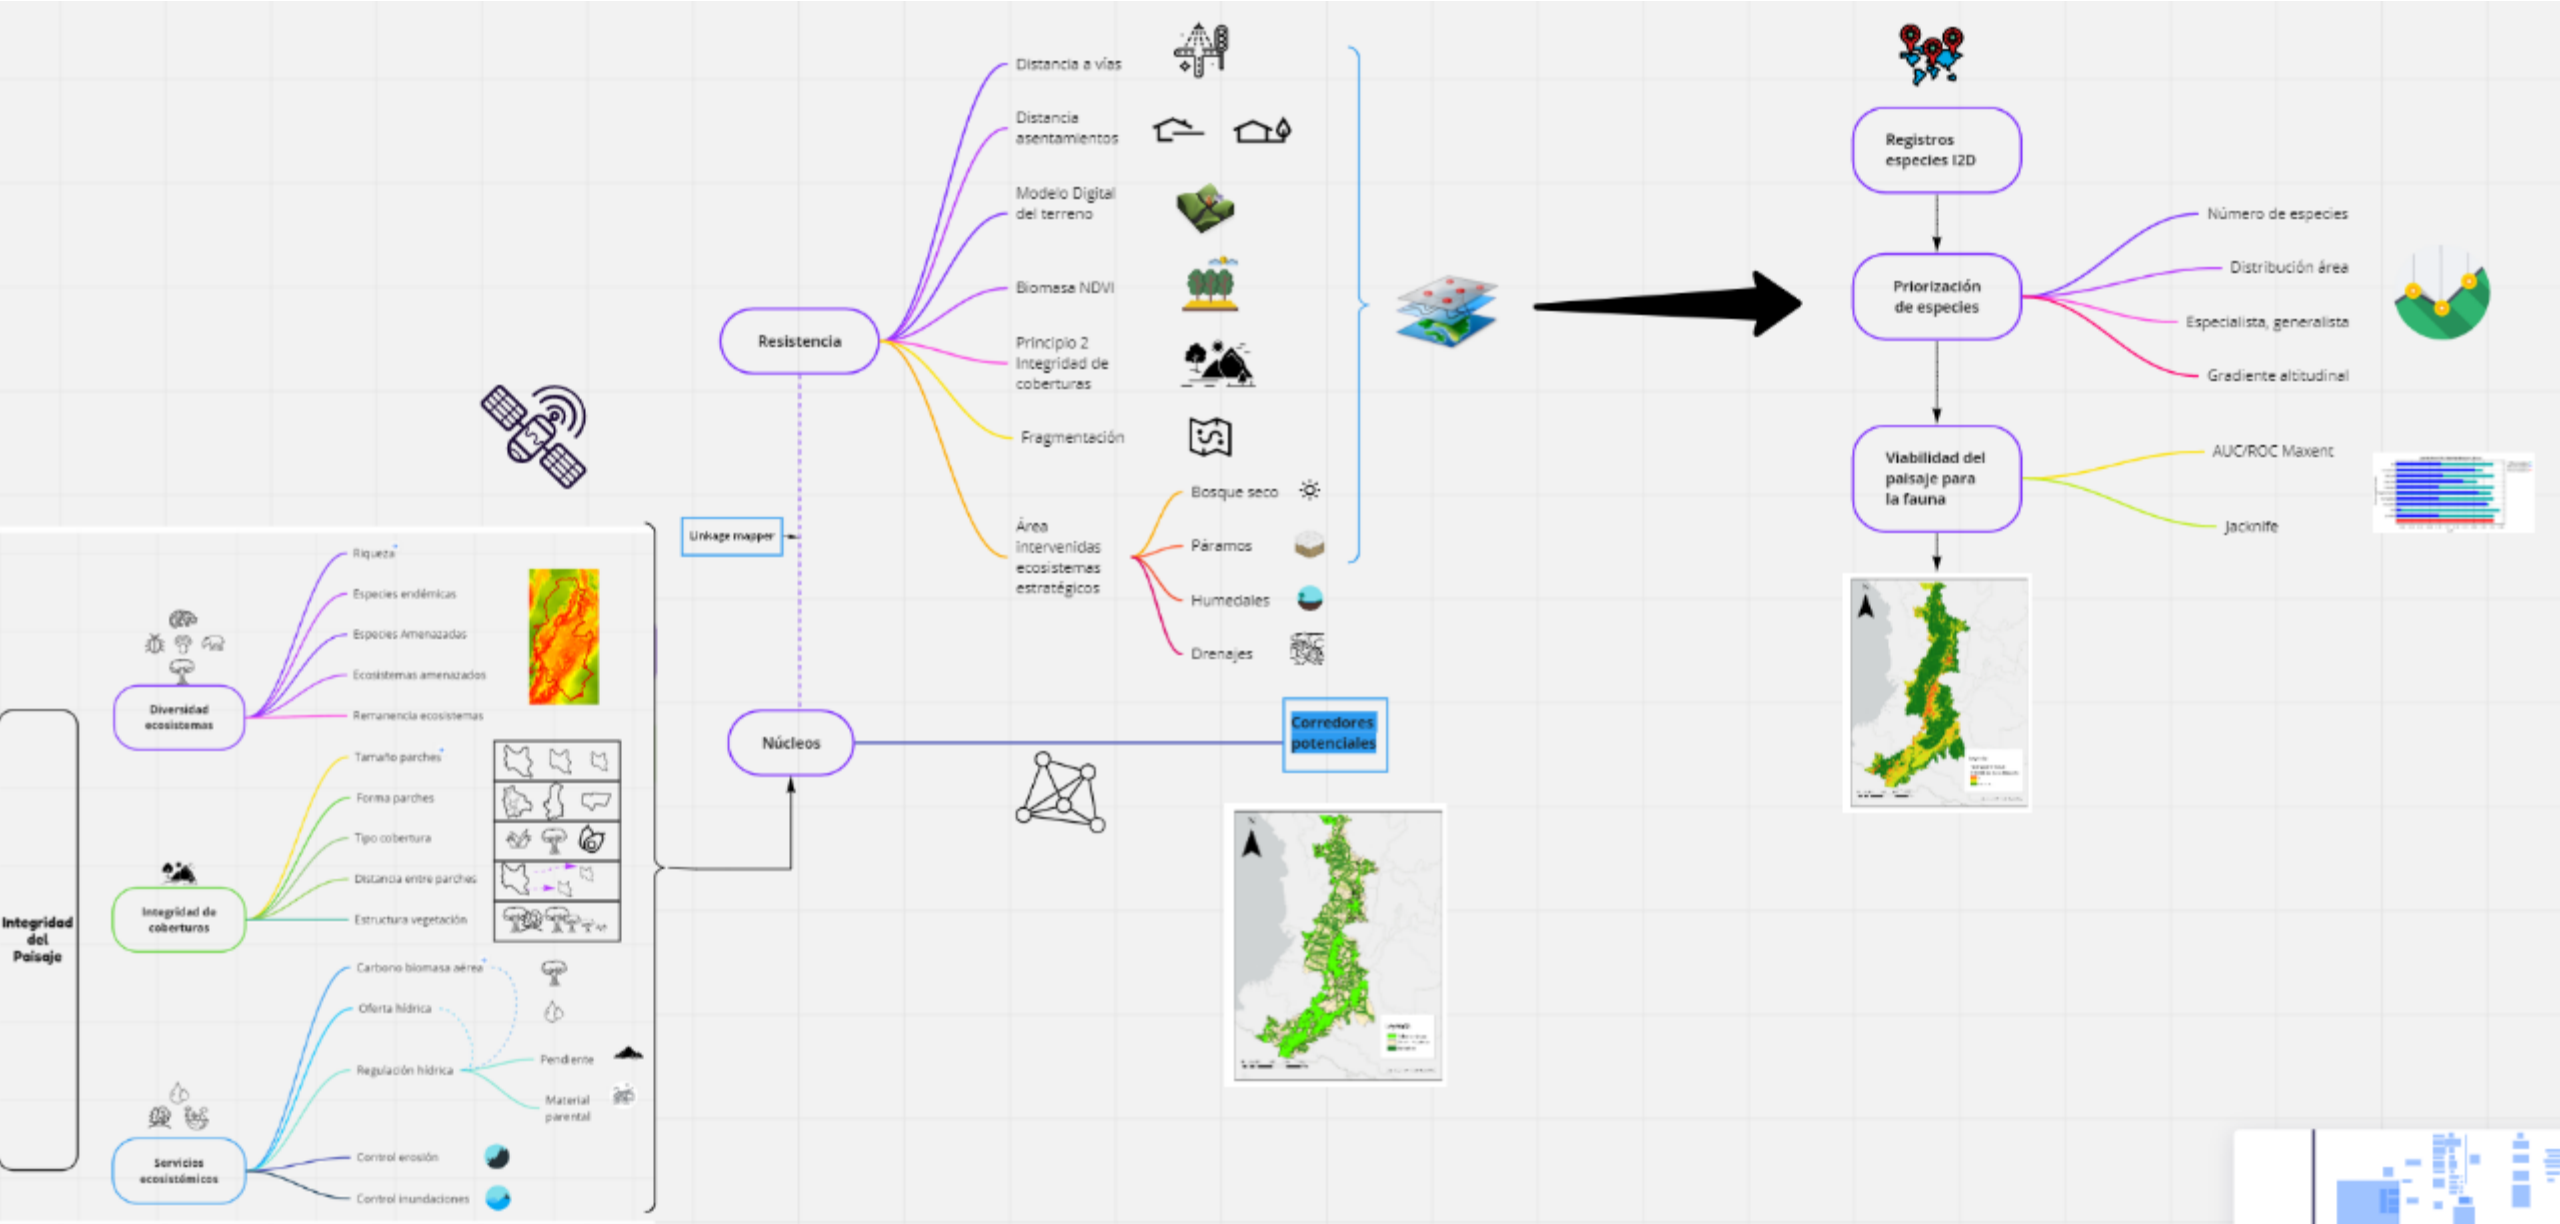 Integridad
del
Paisaje
Diversidad
ecosistemas
Riqueza
Especies endémicas
Especies Amenazadas
Ecosistemas amenazados
Remanencia ecosistemas
Integridad de
coberturas
Tamaño parches
Forma parches
Tipo cobertura
Distancia entre parches
Estructura vegetación
Servicios
ecosistémicos
Carbono biomasa aérea
Oferta hídrica
Regulación hídrica
Pendiente
Material
parental
Control erosión
Control inundaciones
Linkage mapper
Resistencia
Distancia a vías
Distancia
asentamientos
Modelo Digital
del terreno
Biomasa NDVI
Principio 2
Integridad de
coberturas
Fragmentación
Área
intervenidas
ecosistemas
estratégicos
Bosque seco
Páramos
Humedales
Drenajes
Núcleos
Corredores
potenciales
Registros
especies I2D
Priorización
de especies
Número de especies
Distribución área
Especialista, generalista
Gradiente altitudinal
Viabilidad del
paisaje para
la fauna
AUC/ROC Maxent
Jacknife